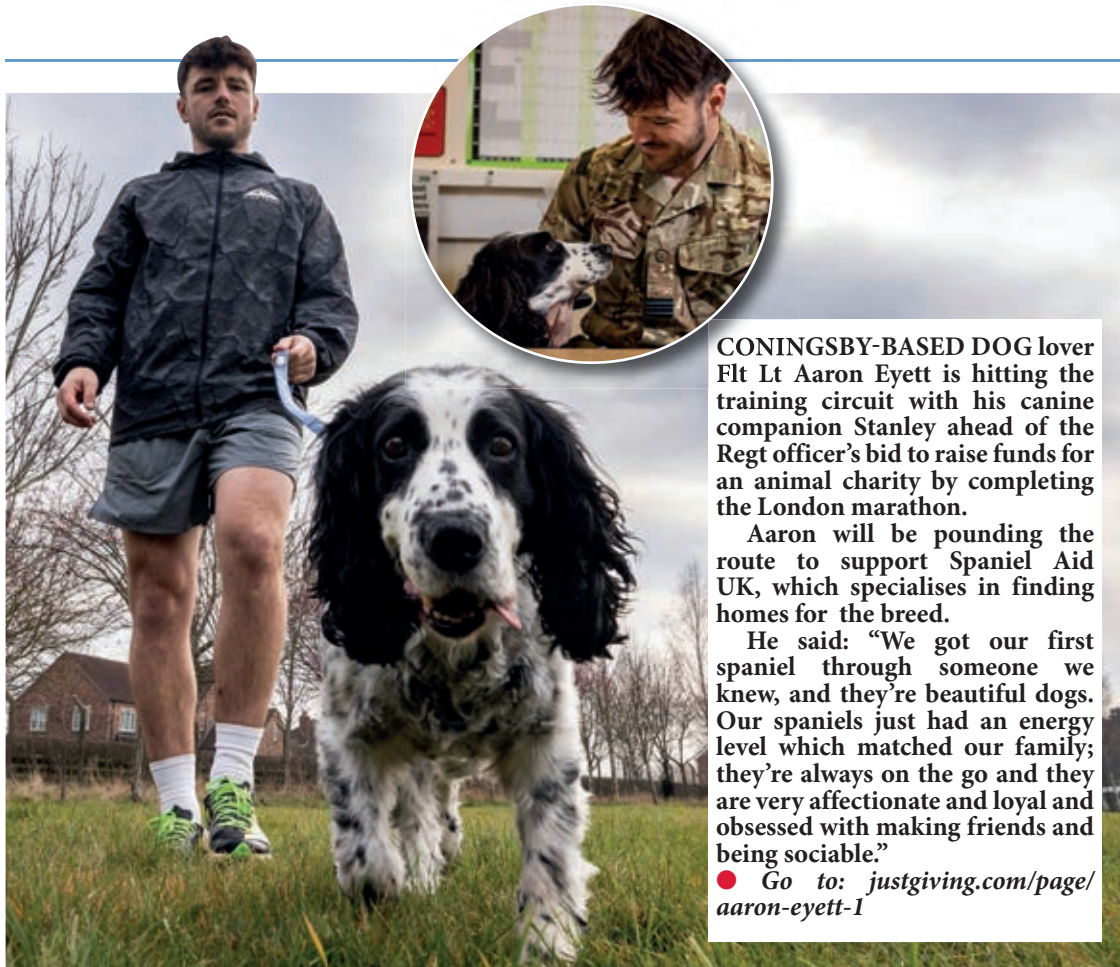 CONINGSBY-BASED DOG lover
Flt Lt Aaron Eyett is hitting the
training circuit with his canine
companion Stanley ahead of the
Regt officer's bid to raise funds for
an animal charity by completing
the London marathon.
Aaron will be pounding the
route to support Spaniel Aid
UK, which specialises in finding
homes for the breed.
He said: “We got our first
spaniel through someone we
knew, and they're beautiful dogs.
Our spaniels just had an energy
level which matched our family;
they're always on the go and they
are very affectionate and loyal and
obsessed with making friends and
being sociable.”
● Go to: justgiving.com/page/
aaron-eyett-1